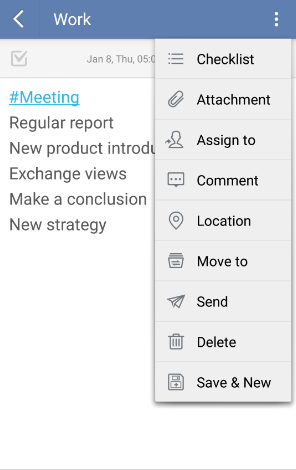 Work
Jan 8, Thu, 05:0
#Meeting
Regular report
New product introdu
Exchange views
Make a conclusion
New strategy
Checklist
Attachment
Assign to
Comment
Location
Move to
Send
Delete
Save & New